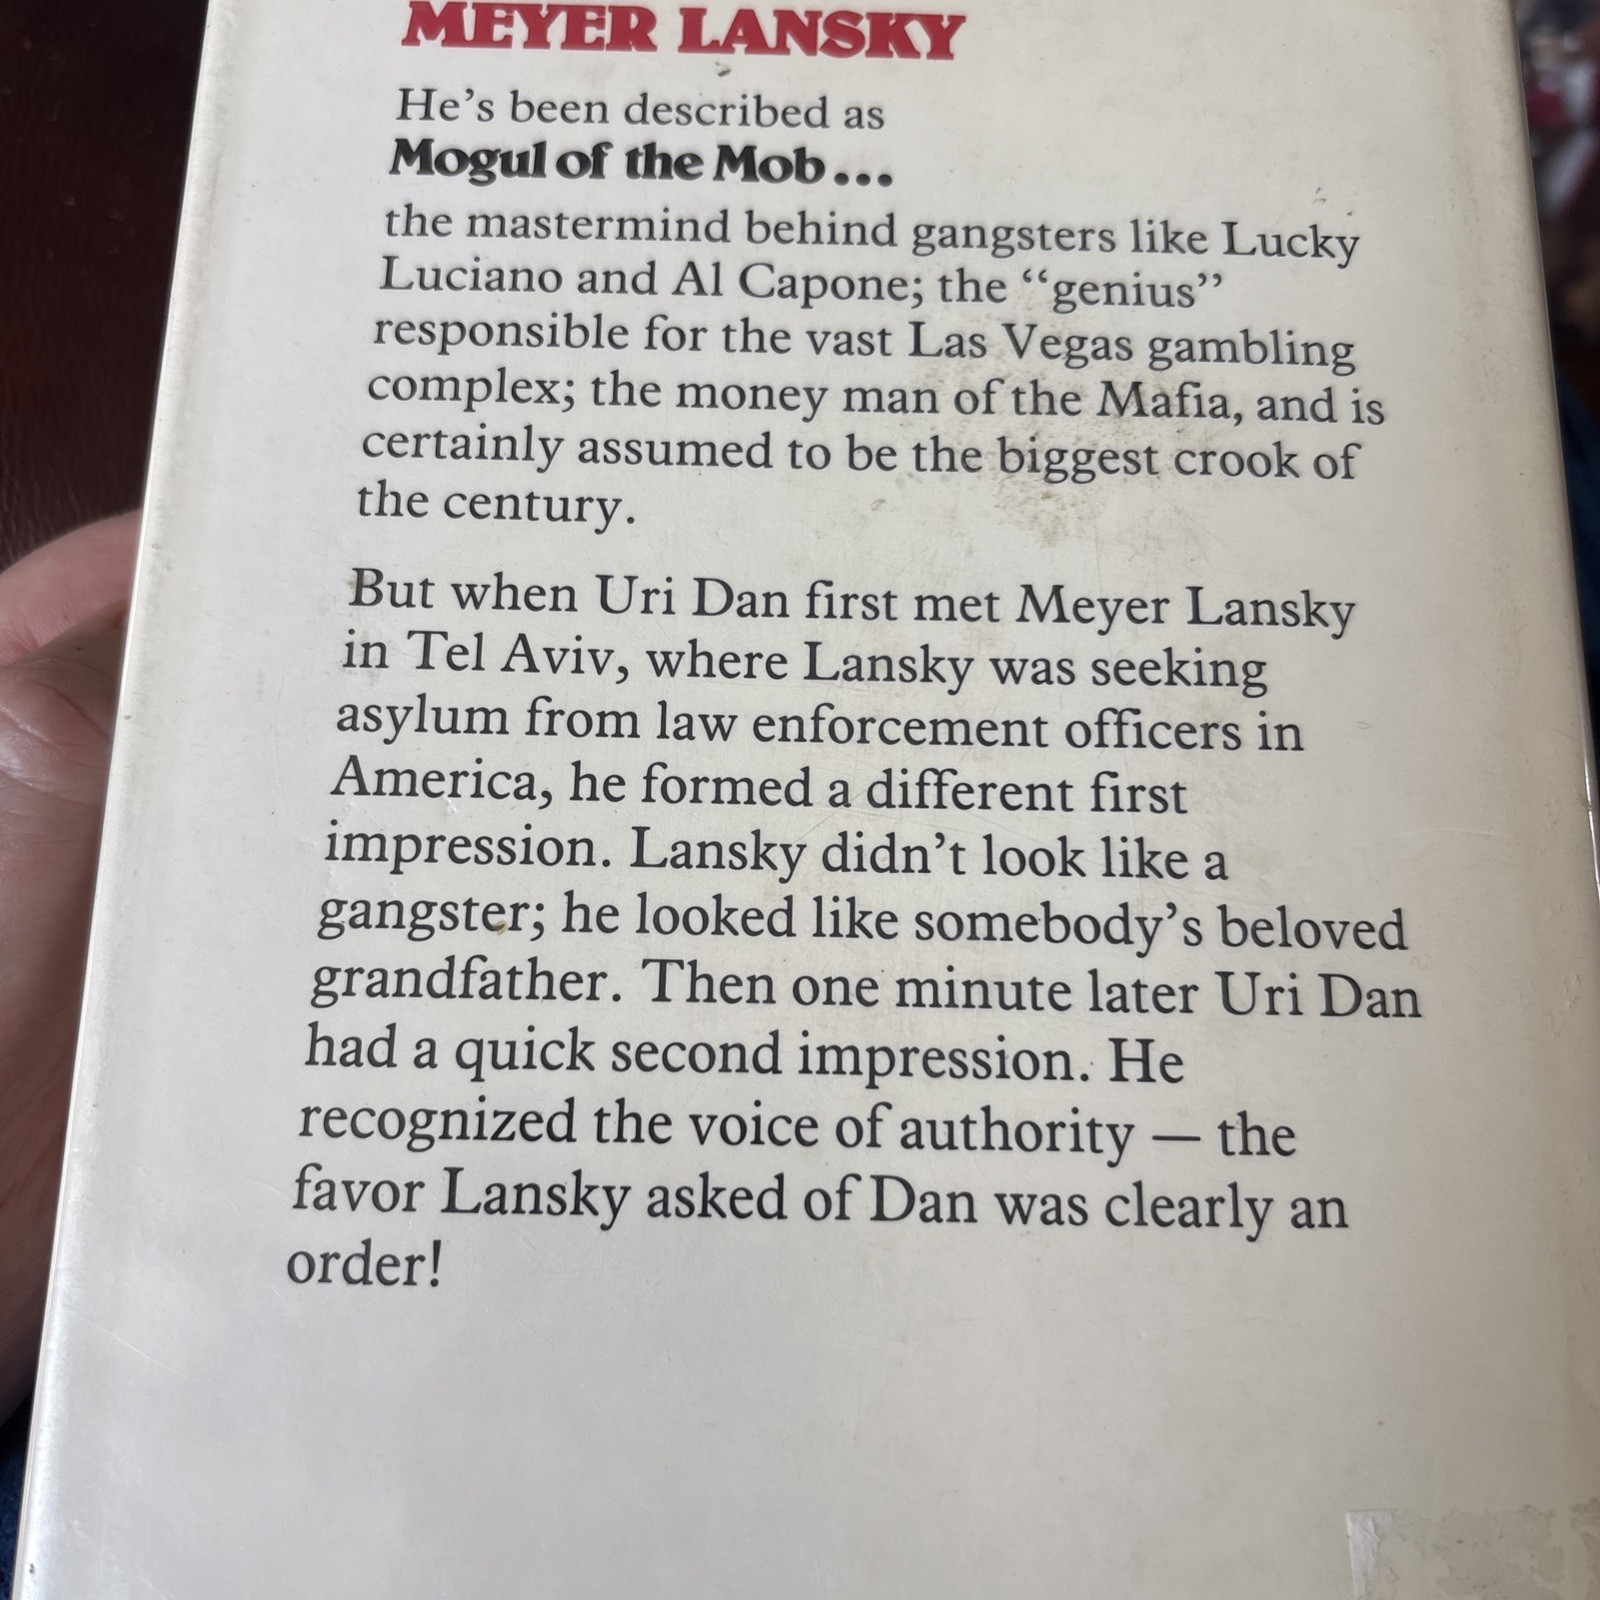 MEYER LANSKY
He's been described as
Mogul of the Mob...
the mastermind behind gangsters like Lucky
Luciano and Al Capone; the “genius”
responsible for the vast Las Vegas gambling
complex; the money man of the Mafia, and is
certainly assumed to be the biggest crook of
the century.
But when Uri Dan first met Meyer Lansky
in Tel Aviv, where Lansky was seeking
asylum from law enforcement officers in
America, he formed a different first
impression. Lansky didn't look like a
gangster; he looked like somebody's beloved
grandfather. Then one minute later Uri Dan
had a quick second impression. He
recognized the voice of authority — the
favor Lansky asked of Dan was clearly an
order!